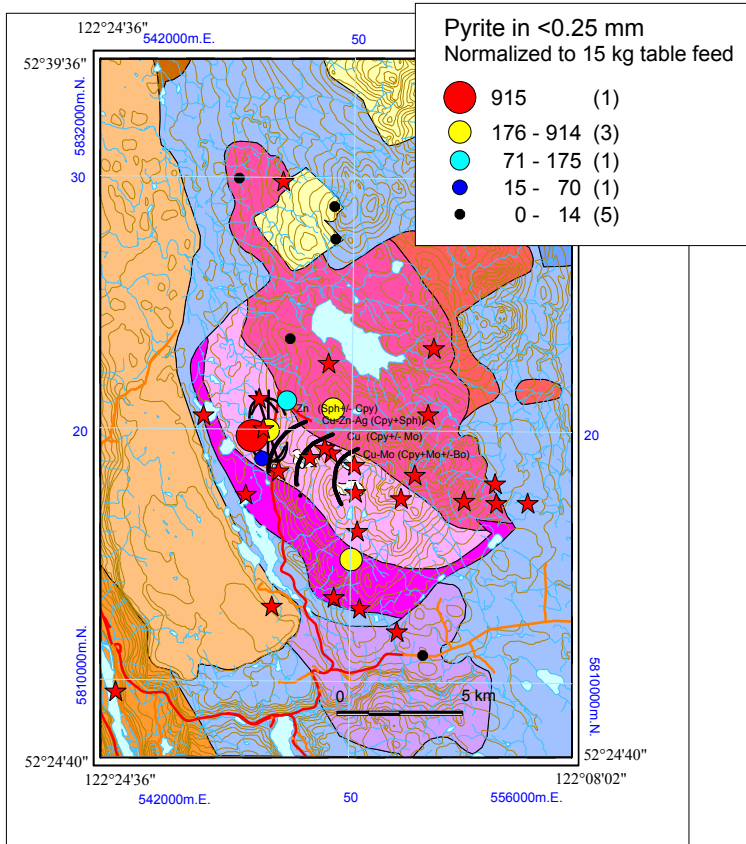 Pyrite in <0.25 mm
Normalized to 15 kg table feed
915 (1)
176 - 914 (3)
71 - 175 (1)
15 - 70 (1)
0 - 14 (5)
122°24'36"
542000m.E.
50
52°39'36"
5832000m.N.
30
Zn (Sph+/- Cpy)
Cu-Zn-Ag (Cpy+Sph)
Cu (Cpy+/- Mo)
Cu-Mo (Cpy+Mo+/-Bo)
20
20
5810000m.N.
5810000m.N.
0 5 km
52°24'40"
52°24'40"
122°24'36"
122°08'02"
542000m.E.
50
556000m.E.